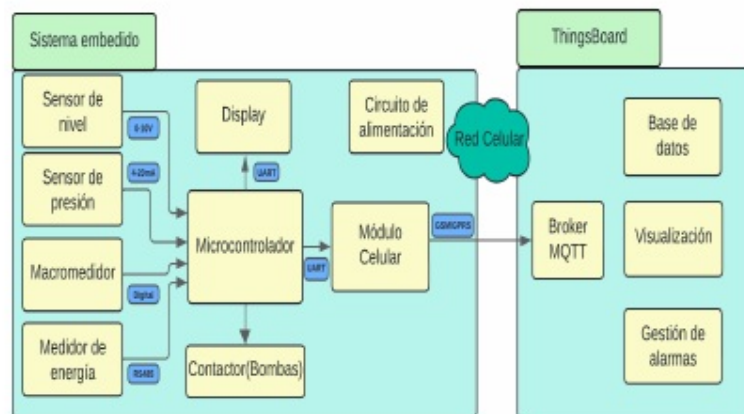 Sistema embedido
ThingsBoard
Sensor de
nivel
0-10V
Display
Circuito de
alimentación
Red Celular
Base de
datos
Sensor de
presión
4-20mA
UART
Microcontrolador
Módulo
Celular
UART
GSM/GPRS
Broker
MQTT
Visualización
Macromedidor
Digital
Medidor de
energía
RS485
Contactor(Bombas)
Gestión de
alarmas